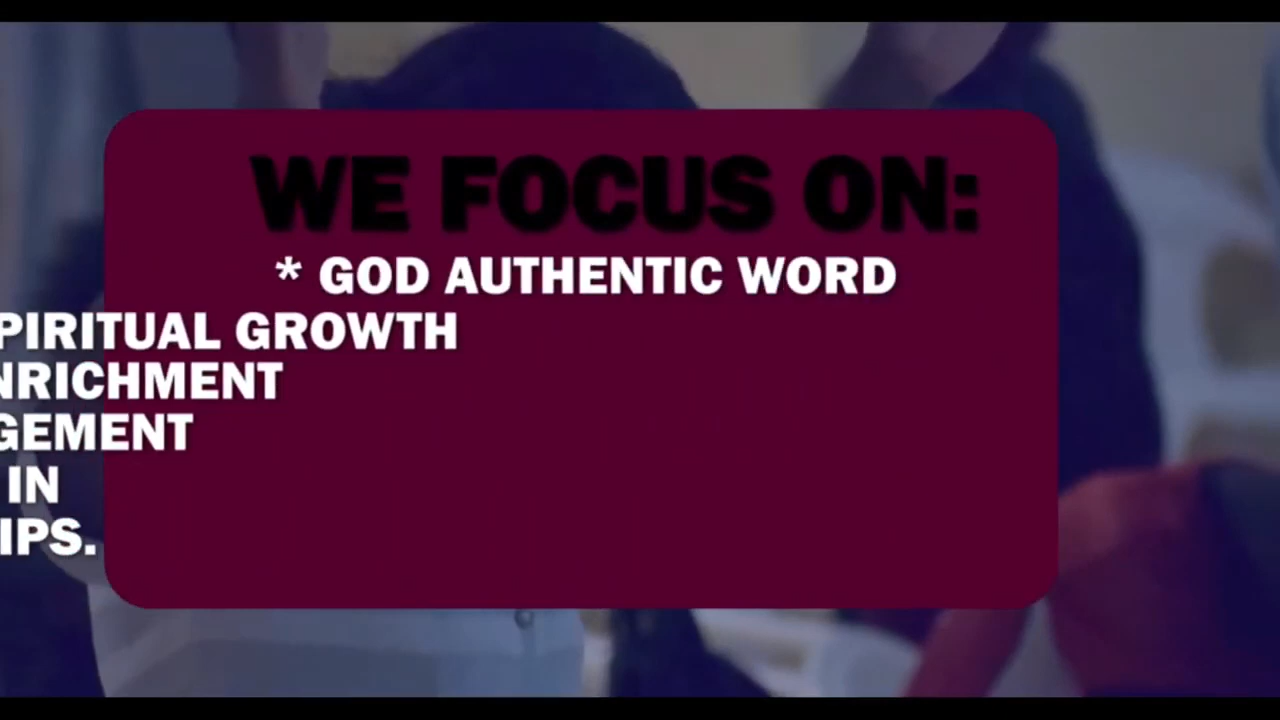 WE FOCUS ON:
* GOD AUTHENTIC WORD
PIRITUAL GROWTH
NRICHMENT
GEMENT
IN
IPS.